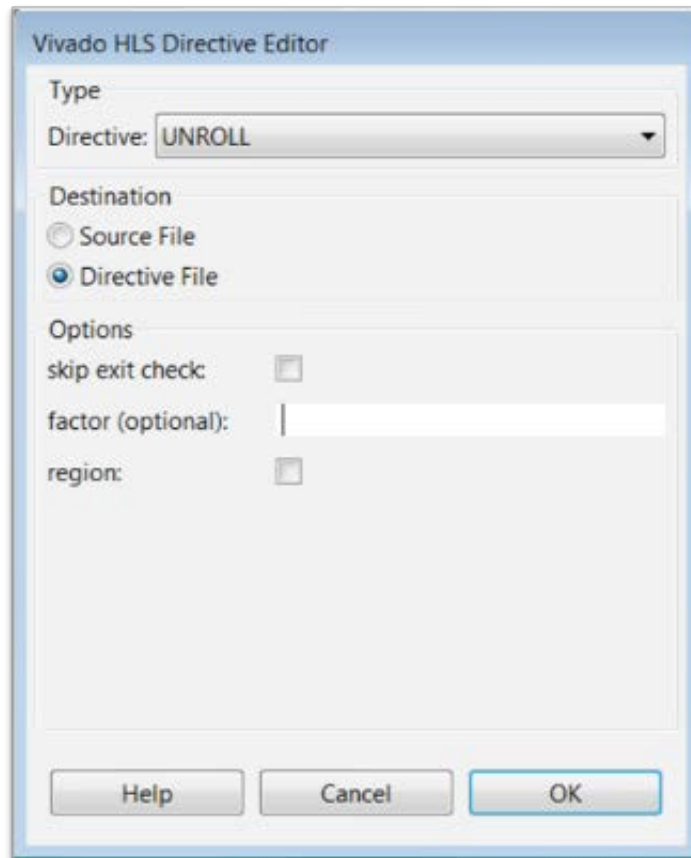 Vivado HLS Directive Editor
Type
Directive: UNROLL
Destination
Source File
Directive File
Options
skip exit check:
factor (optional):
region:
Help Cancel OK